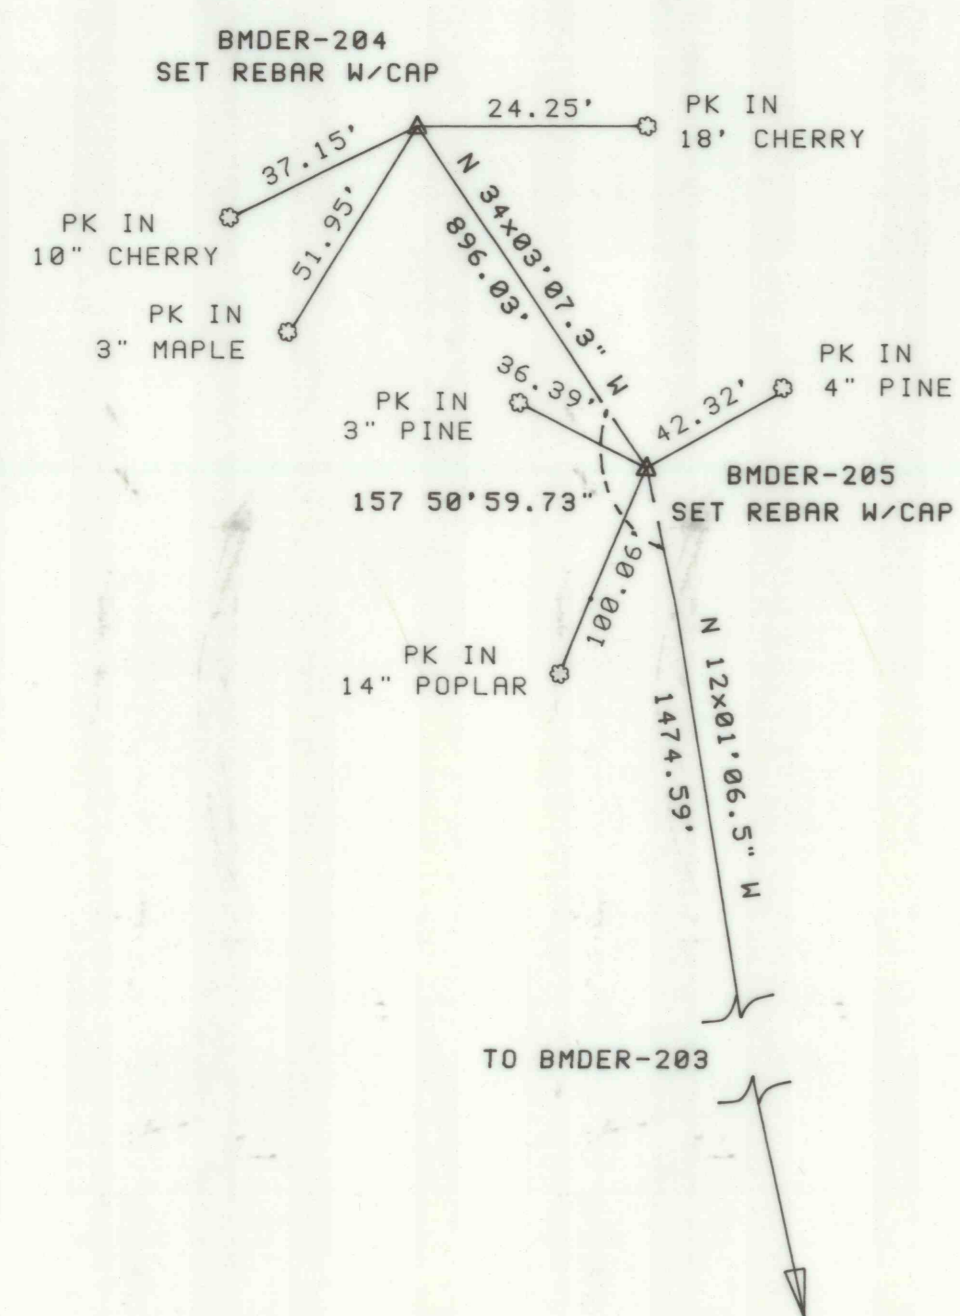 BMDER-204
SET REBAR W/CAP
24.25'
PK IN
18' CHERRY
37.15'
51.95'
PK IN
10" CHERRY
N 34x03'07.3" W
896.03'
PK IN
3" MAPLE
36.39'
PK IN
3" PINE
42.32'
PK IN
4" PINE
157 50'59.73"
BMDER-205
SET REBAR W/CAP
100.06'
PK IN
14" POPLAR
N 12x01'06.5" W
1474.59'
TO BMDER-203